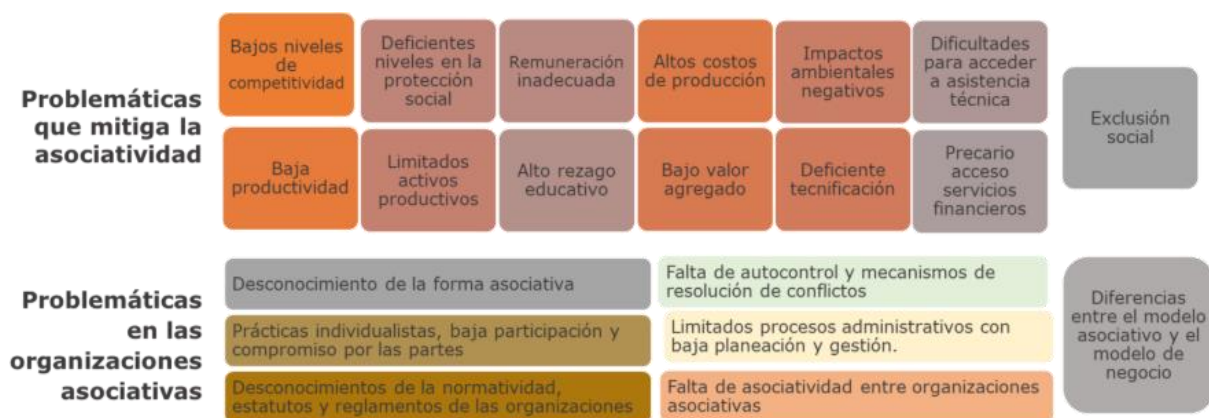 Problemáticas
que mitiga la
asociatividad
Bajos niveles
de
competitividad
Deficientes
niveles en la
protección
social
Remuneración
inadecuada
Altos costos
de producción
Impactos
ambientales
negativos
Dificultades
para acceder
a asistencia
técnica
Baja
productividad
Limitados
activos
productivos
Alto rezago
educativo
Bajo valor
agregado
Deficiente
tecnificación
Precario
acceso
servicios
financieros
Exclusión
social
Problemáticas
en las
organizaciones
asociativas
Desconocimiento de la forma asociativa
Falta de autocontrol y mecanismos de
resolución de conflictos
Prácticas individualistas, baja participación y
compromiso por las partes
Limitados procesos administrativos con
baja planeación y gestión.
Desconocimientos de la normatividad,
estatutos y reglamentos de las organizaciones
Falta de asociatividad entre organizaciones
asociativas
Diferencias
entre el modelo
asociativo y el
modelo de
negocio